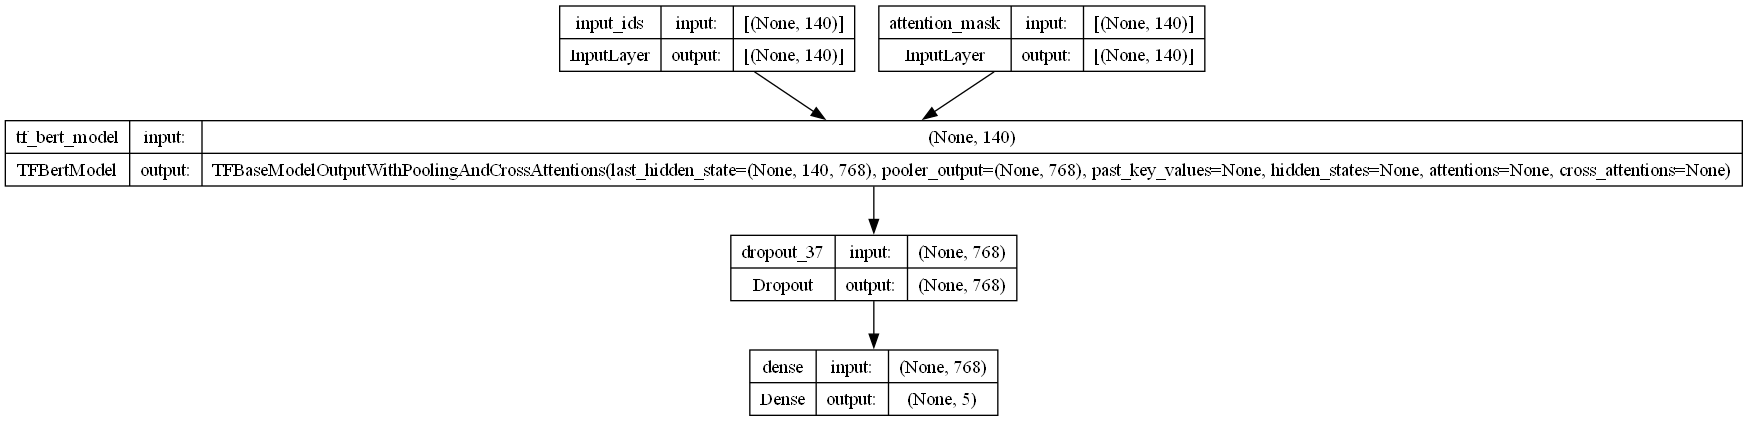 input_ids input: [(None, 140)]
InputLayer output: [(None, 140)]
attention_mask input: [(None, 140)]
InputLayer output: [(None, 140)]
tf_bert_model input: (None, 140)
TFBertModel output: TFBaseModelOutputWithPoolingAndCrossAttentions(last_hidden_state=(None, 140, 768), pooler_output=(None, 768), past_key_values=None, hidden_states=None, attentions=None, cross_attentions=None)
dropout_37 input: (None, 768)
Dropout output: (None, 768)
dense input: (None, 768)
Dense output: (None, 5)